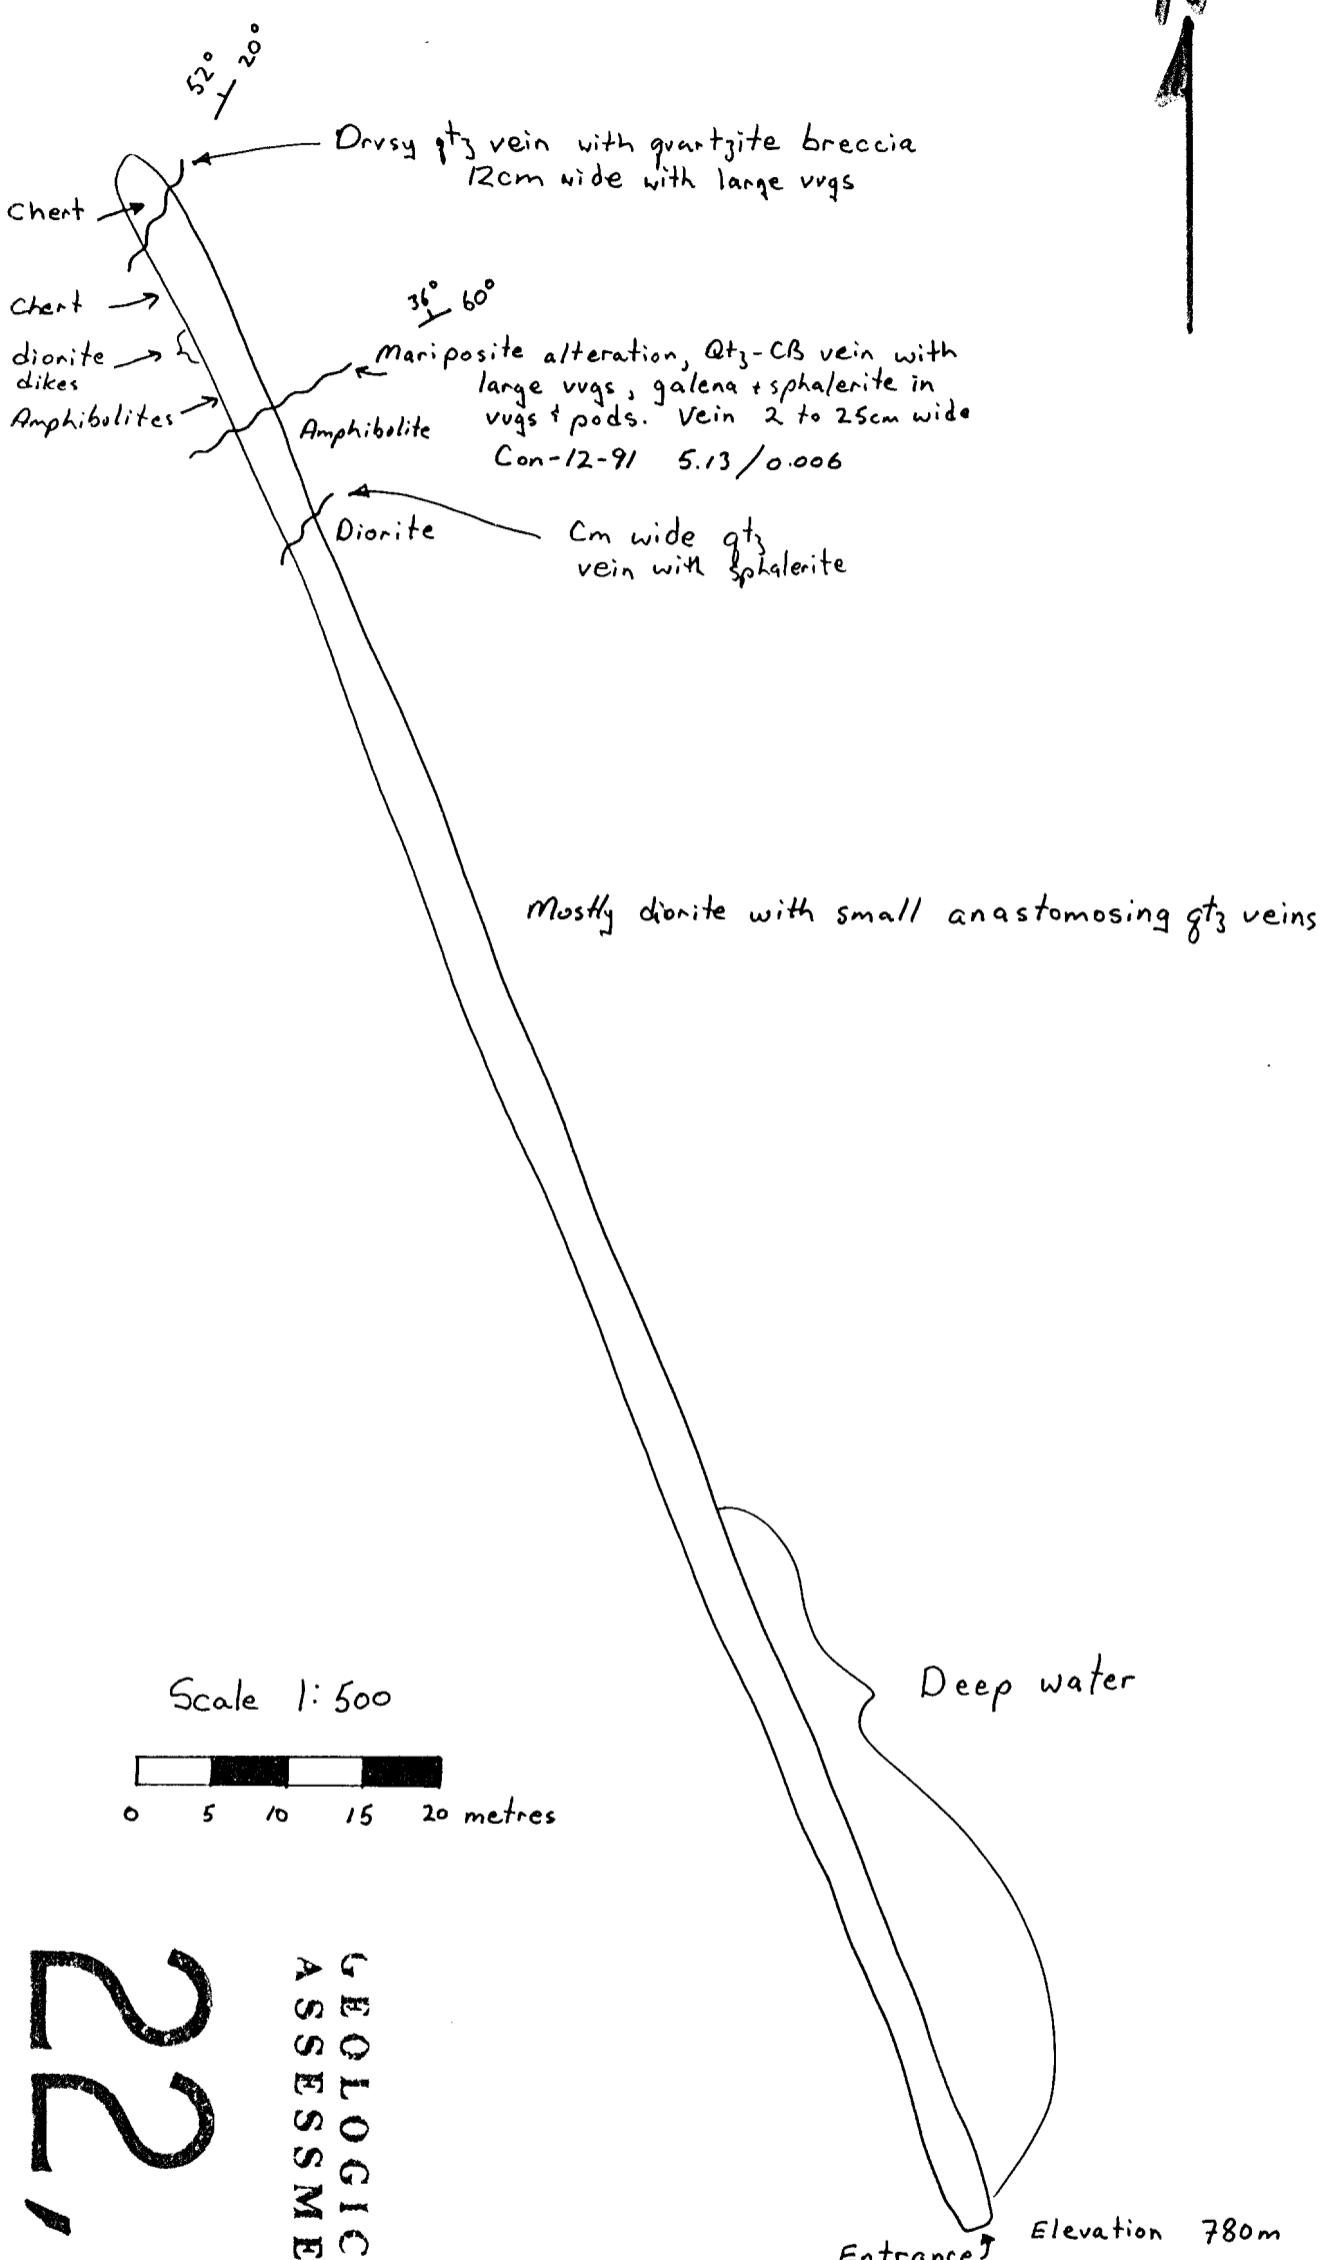 52° 20°
Drusy qtz vein with quartzite breccia
12cm wide with large vugs
Chert
Chert
diorite
dikes
Amphibolites
36° 60°
Mariposite alteration, Qtz-CB vein with
large vugs, galena + sphalerite in
vugs + pods. Vein 2 to 25cm wide
Con-12-91 5.13/0.006
Amphibolite
Diorite
Cm wide qtz
vein with sphalerite
Mostly diorite with small anastomosing qtz veins
Deep water
Scale 1:500
0 5 10 15 20 metres
GEOLOGIC
ASSESSME
22,
Elevation 780m
Entrance